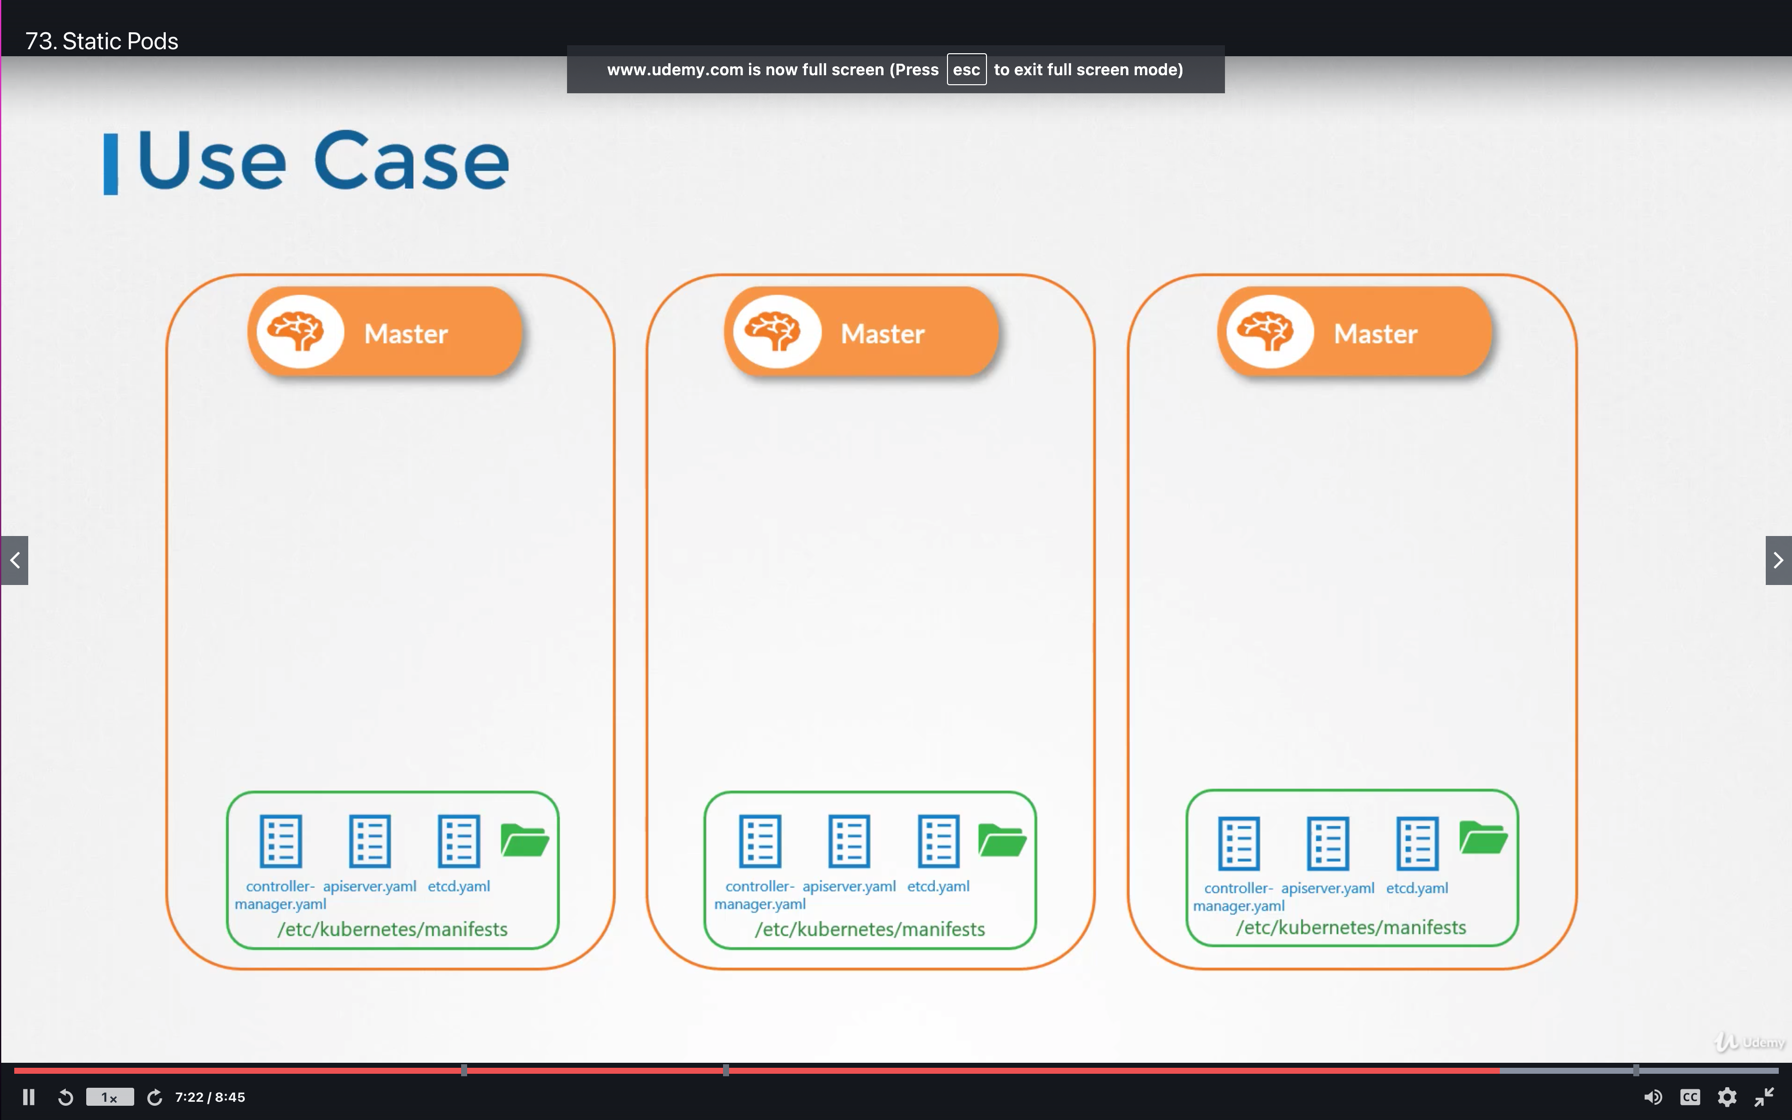 73. Static Pods
www.udemy.com is now full screen (Press esc to exit full screen mode)
Use Case
Master
Master
Master
controller-manager.yaml apiserver.yaml etcd.yaml
/etc/kubernetes/manifests
controller-manager.yaml apiserver.yaml etcd.yaml
/etc/kubernetes/manifests
controller-manager.yaml apiserver.yaml etcd.yaml
/etc/kubernetes/manifests
Udemy
1x
7:22 / 8:45
CC